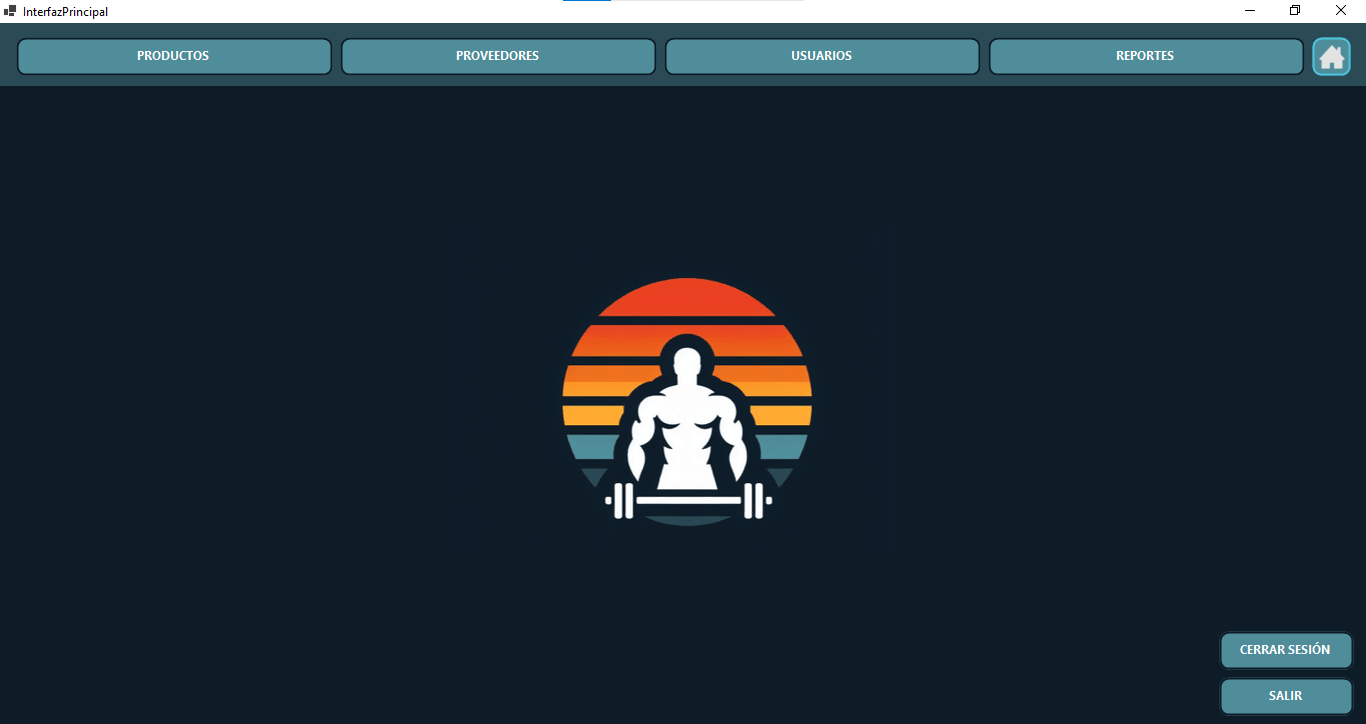 InterfazPrincipal
PRODUCTOS
PROVEEDORES
USUARIOS
REPORTES
CERRAR SESIÓN
SALIR